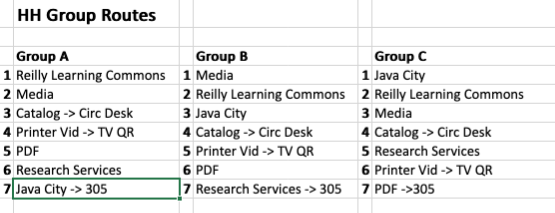 HH Group Routes
Group A Group B Group C
1 Reilly Learning Commons 1 Media 1 Java City
2 Media 2 Reilly Learning Commons 2 Reilly Learning Commons
3 Catalog -> Circ Desk 3 Java City 3 Media
4 Printer Vid -> TV QR 4 Catalog -> Circ Desk 4 Catalog -> Circ Desk
5 PDF 5 Printer Vid -> TV QR 5 Research Services
6 Research Services 6 PDF 6 Printer Vid -> TV QR
7 Java City -> 305 7 Research Services -> 305 7 PDF ->305